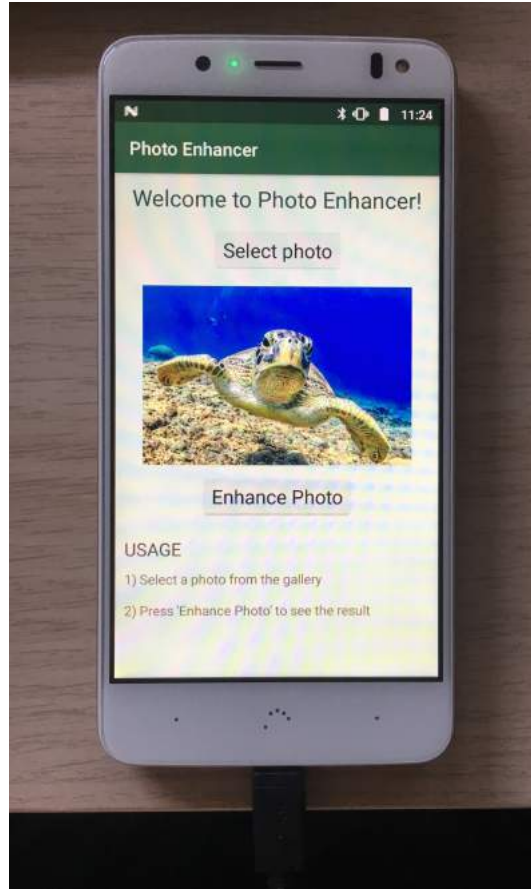 11:24
Photo Enhancer
Welcome to Photo Enhancer!
Select photo
Enhance Photo
USAGE
1) Select a photo from the gallery
2) Press 'Enhance Photo' to see the result